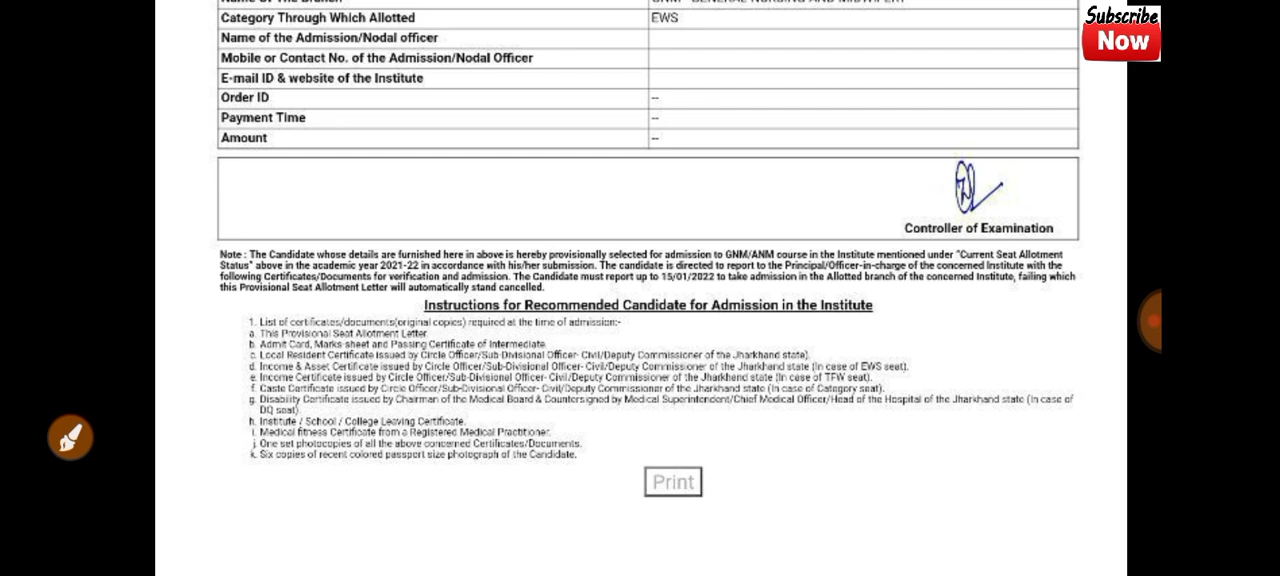 Name Of The Branch GNM - GENERAL NURSING AND MIDWIFERY
Category Through Which Allotted EWS
Name of the Admission/Nodal officer
Mobile or Contact No. of the Admission/Nodal Officer
E-mail ID & website of the Institute
Order ID --
Payment Time --
Amount --
Subscribe
Now
Controller of Examination
Note : The Candidate whose details are furnished here in above is hereby provisionally selected for admission to GNM/ANM course in the Institute mentioned under "Current Seat Allotment
Status" above in the academic year 2021-22 in accordance with his/her submission. The candidate is directed to report to the Principal/Officer-in-charge of the concerned Institute with the
following Certificates/Documents for verification and admission. The Candidate must report up to 15/01/2022 to take admission in the Allotted branch of the concerned Institute, failing which
this Provisional Seat Allotment Letter will automatically stand cancelled.
Instructions for Recommended Candidate for Admission in the Institute
1. List of certificates/documents(original copies) required at the time of admission:-
a. This Provisional Seat Allotment Letter
b. Admit Card, Marks-sheet and Passing Certificate of Intermediate
c. Local Resident Certificate issued by Circle Officer/Sub-Divisional Officer- Civil/Deputy Commissioner of the Jharkhand state).
d. Income & Asset Certificate issued by Circle Officer/Sub-Divisional Officer- Civil/Deputy Commissioner of the Jharkhand state (In case of EWS seat).
e. Income Certificate issued by Circle Officer/Sub-Divisional Officer- Civil/Deputy Commissioner of the Jharkhand state (In case of TFW seat).
f. Caste Certificate issued by Circle Officer/Sub-Divisional Officer- Civil/Deputy Commissioner of the Jharkhand state (In case of Category seat).
g. Disability Certificate issued by Chairman of the Medical Board & Countersigned by Medical Superintendent/Chief Medical Officer/Head of the Hospital of the Jharkhand state (In case of
DQ seat).
h. Institute / School / College Leaving Certificate.
i. Medical fitness Certificate from a Registered Medical Practitioner.
j. One set photocopies of all the above concerned Certificates/Documents.
k. Six copies of recent colored passport size photograph of the Candidate.
Print